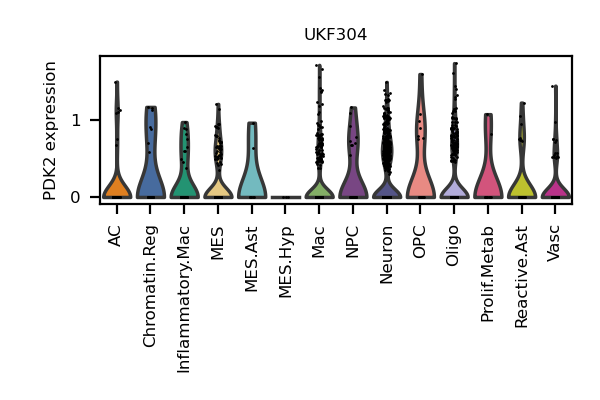 UKF304
PDK2 expression
1
0
AC
Chromatin.Reg
Inflammatory.Mac
MES
MES.Ast
MES.Hyp
Mac
NPC
Neuron
OPC
Oligo
Prolif.Metab
Reactive.Ast
Vasc